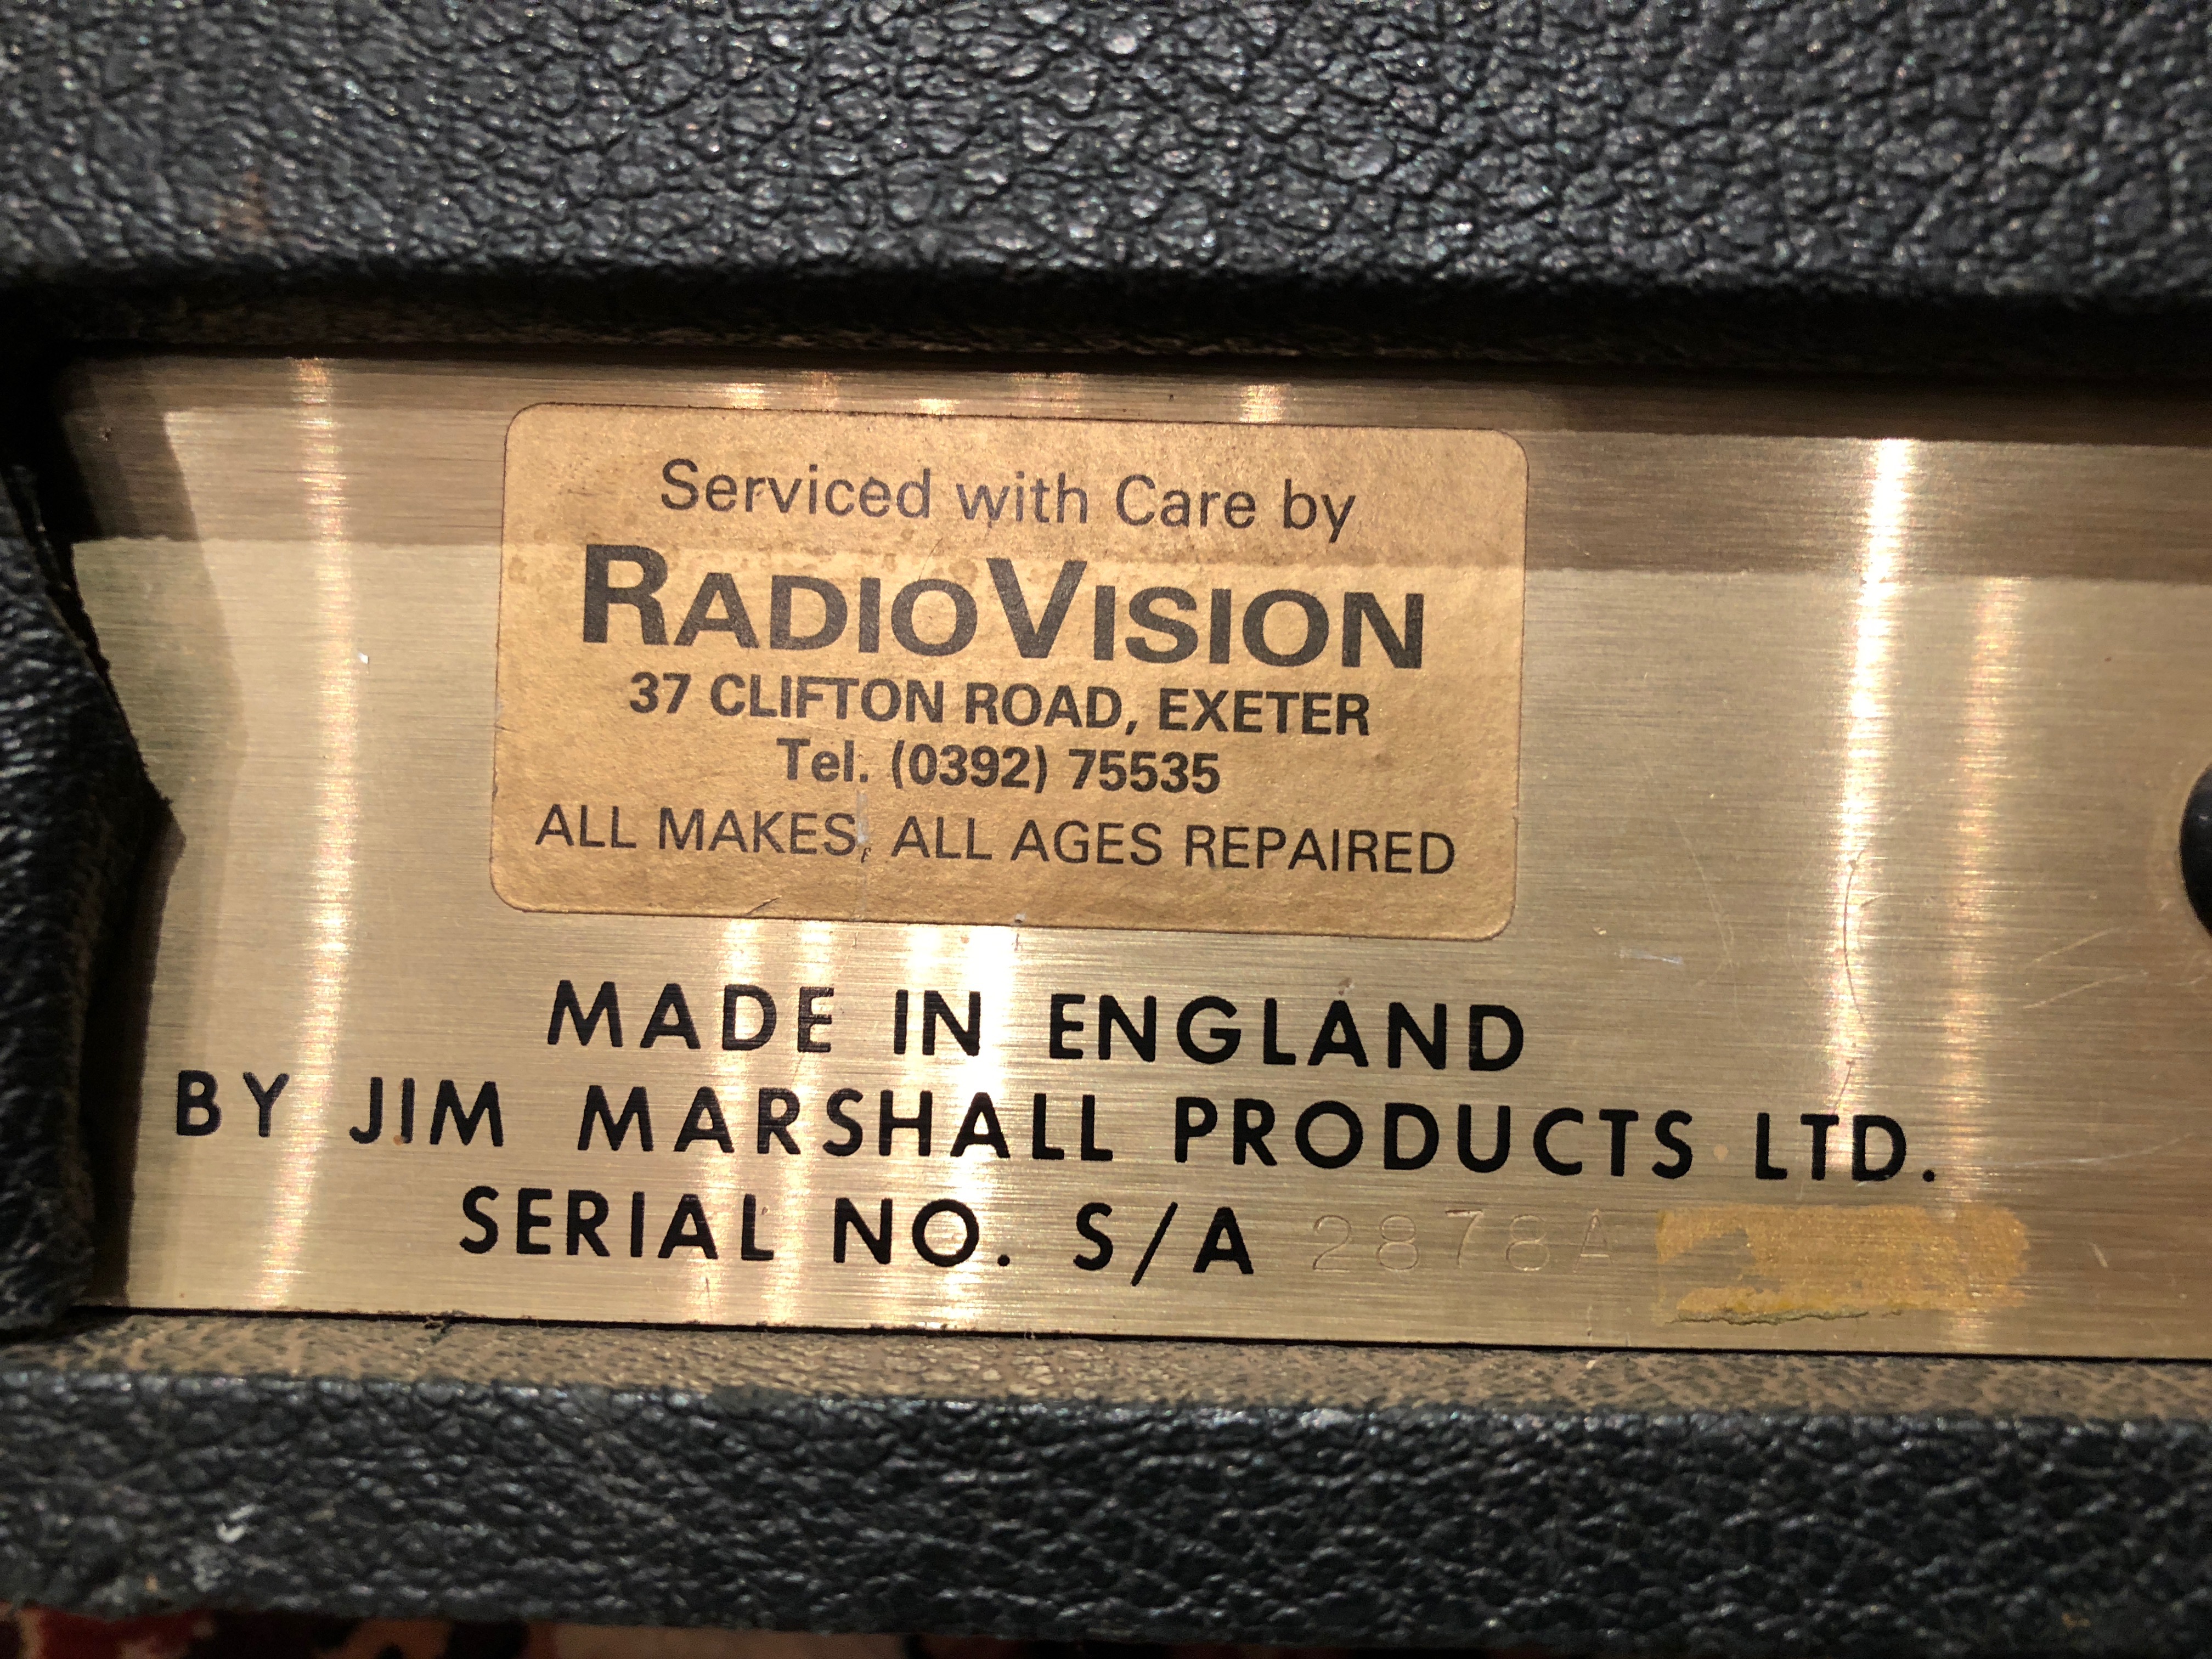 Serviced with Care by
RADIOVISION
37 CLIFTON ROAD, EXETER
Tel. (0392) 75535
ALL MAKES, ALL AGES REPAIRED
MADE IN ENGLAND
BY JIM MARSHALL PRODUCTS LTD.
SERIAL NO. S/A 2878A